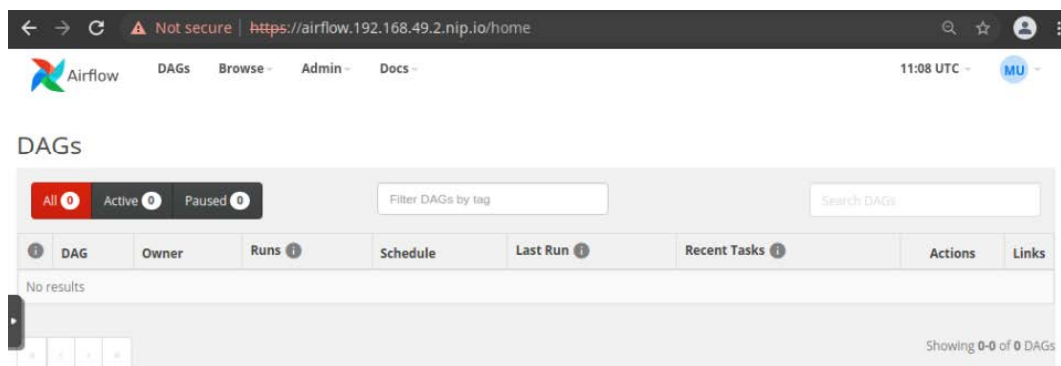 Not secure https://airflow.192.168.49.2.nip.io/home
Airflow DAGs Browse Admin Docs 11:08 UTC MU
DAGs
All 0 Active 0 Paused 0 Filter DAGs by tag Search DAGs
i DAG Owner Runs i Schedule Last Run i Recent Tasks i Actions Links
No results
« ‹ › » Showing 0-0 of 0 DAGs